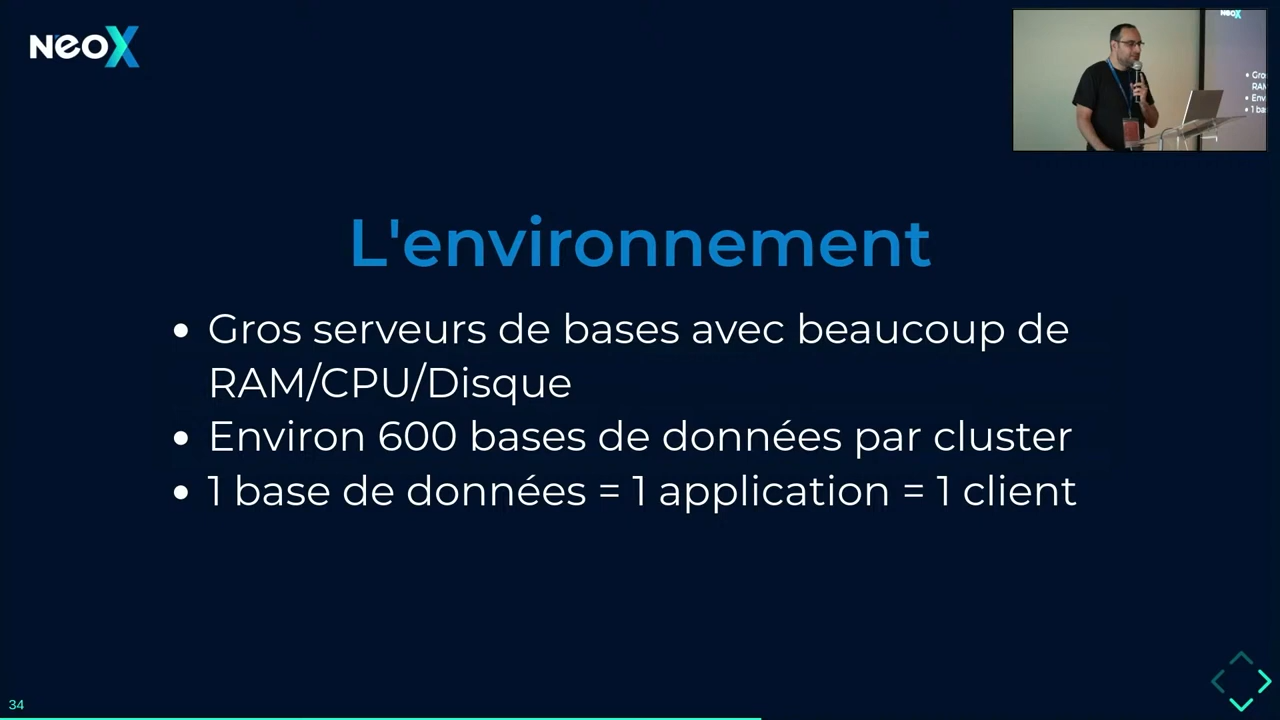 NeoX
L'environnement
• Gros serveurs de bases avec beaucoup de
RAM/CPU/Disque
• Environ 600 bases de données par cluster
• 1 base de données = 1 application = 1 client
34